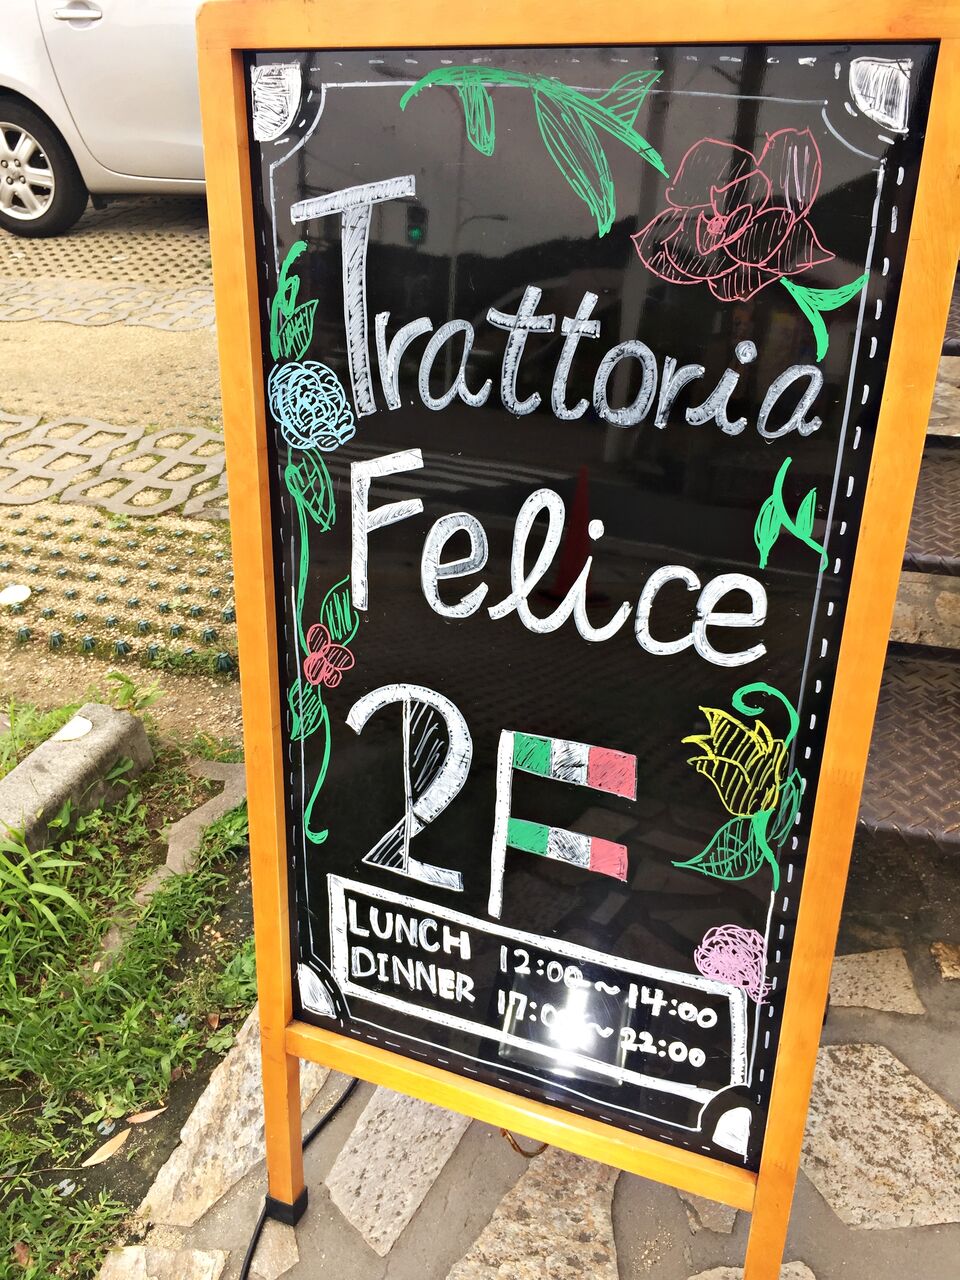 Trattoria
Felice
2F
LUNCH 12:00~14:00
DINNER 17:00~22:00